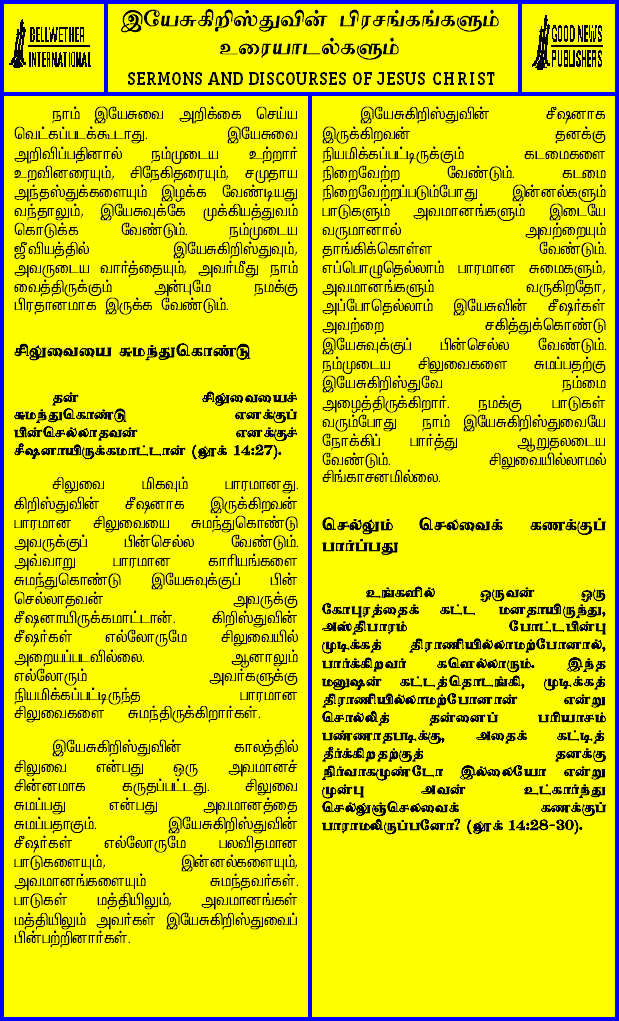 BELLWETHER
INTERNATIONAL
இயேசுகிறிஸ்துவின் பிரசங்கங்களும்
உரையாடல்களும்
SERMONS AND DISCOURSES OF JESUS CHRIST
GOOD NEWS
PUBLISHERS
நாம் இயேசுவை அறிக்கை செய்ய
வெட்கப்படக்கூடாது. இயேசுவை
அறிவிப்பதினால் நம்முடைய உற்றார்
உறவினரையும், சிநேகிதரையும், சமுதாய
அந்தஸ்துக்களையும் இழக்க வேண்டியது
வந்தாலும், இயேசுவுக்கே முக்கியத்துவம்
கொடுக்க வேண்டும். நம்முடைய
ஜீவியத்தில் இயேசுகிறிஸ்துவும்,
அவருடைய வார்த்தையும், அவர்மீது நாம்
வைத்திருக்கும் அன்புமே நமக்கு
பிரதானமாக இருக்க வேண்டும்.
சிலுவையை சுமந்துகொண்டு
தன் சிலுவையைச்
சுமந்துகொண்டு எனக்குப்
பின்செல்லாதவன் எனக்குச்
சீஷனாயிருக்கமாட்டான் (லூக் 14:27).
சிலுவை மிகவும் பாரமானது.
கிறிஸ்துவின் சீஷனாக இருக்கிறவன்
பாரமான சிலுவையை சுமந்துகொண்டு
அவருக்குப் பின்செல்ல வேண்டும்.
அவ்வாறு பாரமான காரியங்களை
சுமந்துகொண்டு இயேசுவுக்குப் பின்
செல்லாதவன் அவருக்கு
சீஷனாயிருக்கமாட்டான். கிறிஸ்துவின்
சீஷர்கள் எல்லோருமே சிலுவையில்
அறையப்படவில்லை. ஆனாலும்
எல்லோரும் அவர்களுக்கு
நியமிக்கப்பட்டிருந்த பாரமான
சிலுவைகளை சுமந்திருக்கிறார்கள்.
இயேசுகிறிஸ்துவின் காலத்தில்
சிலுவை என்பது ஒரு அவமானச்
சின்னமாக கருதப்பட்டது. சிலுவை
சுமப்பது என்பது அவமானத்தை
சுமப்பதாகும். இயேசுகிறிஸ்துவின்
சீஷர்கள் எல்லோருமே பலவிதமான
பாடுகளையும், இன்னல்களையும்,
அவமானங்களையும் சுமந்தவர்கள்.
பாடுகள் மத்தியிலும், அவமானங்கள்
மத்தியிலும் அவர்கள் இயேசுகிறிஸ்துவைப்
பின்பற்றினார்கள்.
இயேசுகிறிஸ்துவின் சீஷனாக
இருக்கிறவன் தனக்கு
நியமிக்கப்பட்டிருக்கும் கடமைகளை
நிறைவேற்ற வேண்டும். கடமை
நிறைவேற்றப்படும்போது இன்னல்களும்
பாடுகளும் அவமானங்களும் இடையே
வருமானால் அவற்றையும்
தாங்கிக்கொள்ள வேண்டும்.
எப்பொழுதெல்லாம் பாரமான சுமைகளும்,
அவமானங்களும் வருகிறதோ,
அப்போதெல்லாம் இயேசுவின் சீஷர்கள்
அவற்றை சகித்துக்கொண்டு
இயேசுவுக்குப் பின்செல்ல வேண்டும்.
நம்முடைய சிலுவைகளை சுமப்பதற்கு
இயேசுகிறிஸ்துவே நம்மை
அழைத்திருக்கிறார். நமக்கு பாடுகள்
வரும்போது நாம் இயேசுகிறிஸ்துவையே
நோக்கிப் பார்த்து ஆறுதலடைய
வேண்டும். சிலுவையில்லாமல்
சிங்காசனமில்லை.
செல்லும் செலவைக் கணக்குப்
பார்ப்பது
உங்களில் ஒருவன் ஒரு
கோபுரத்தைக் கட்ட மனதாயிருந்து,
அஸ்திபாரம் போட்டபின்பு
முடிக்கத் திராணியில்லாமற்போனால்,
பார்க்கிறவர் களெல்லாரும். இந்த
மனுஷன் கட்டத்தொடங்கி, முடிக்கத்
திராணியில்லாமற்போனான் என்று
சொல்லித் தன்னைப் பரியாசம்
பண்ணாதபடிக்கு, அதைக் கட்டித்
தீர்க்கிறதற்குத் தனக்கு
நிர்வாகமுண்டோ இல்லையோ என்று
முன்பு அவன் உட்கார்ந்து
செல்லுஞ்செலவைக் கணக்குப்
பாராமலிருப்பனோ? (லூக் 14:28-30).